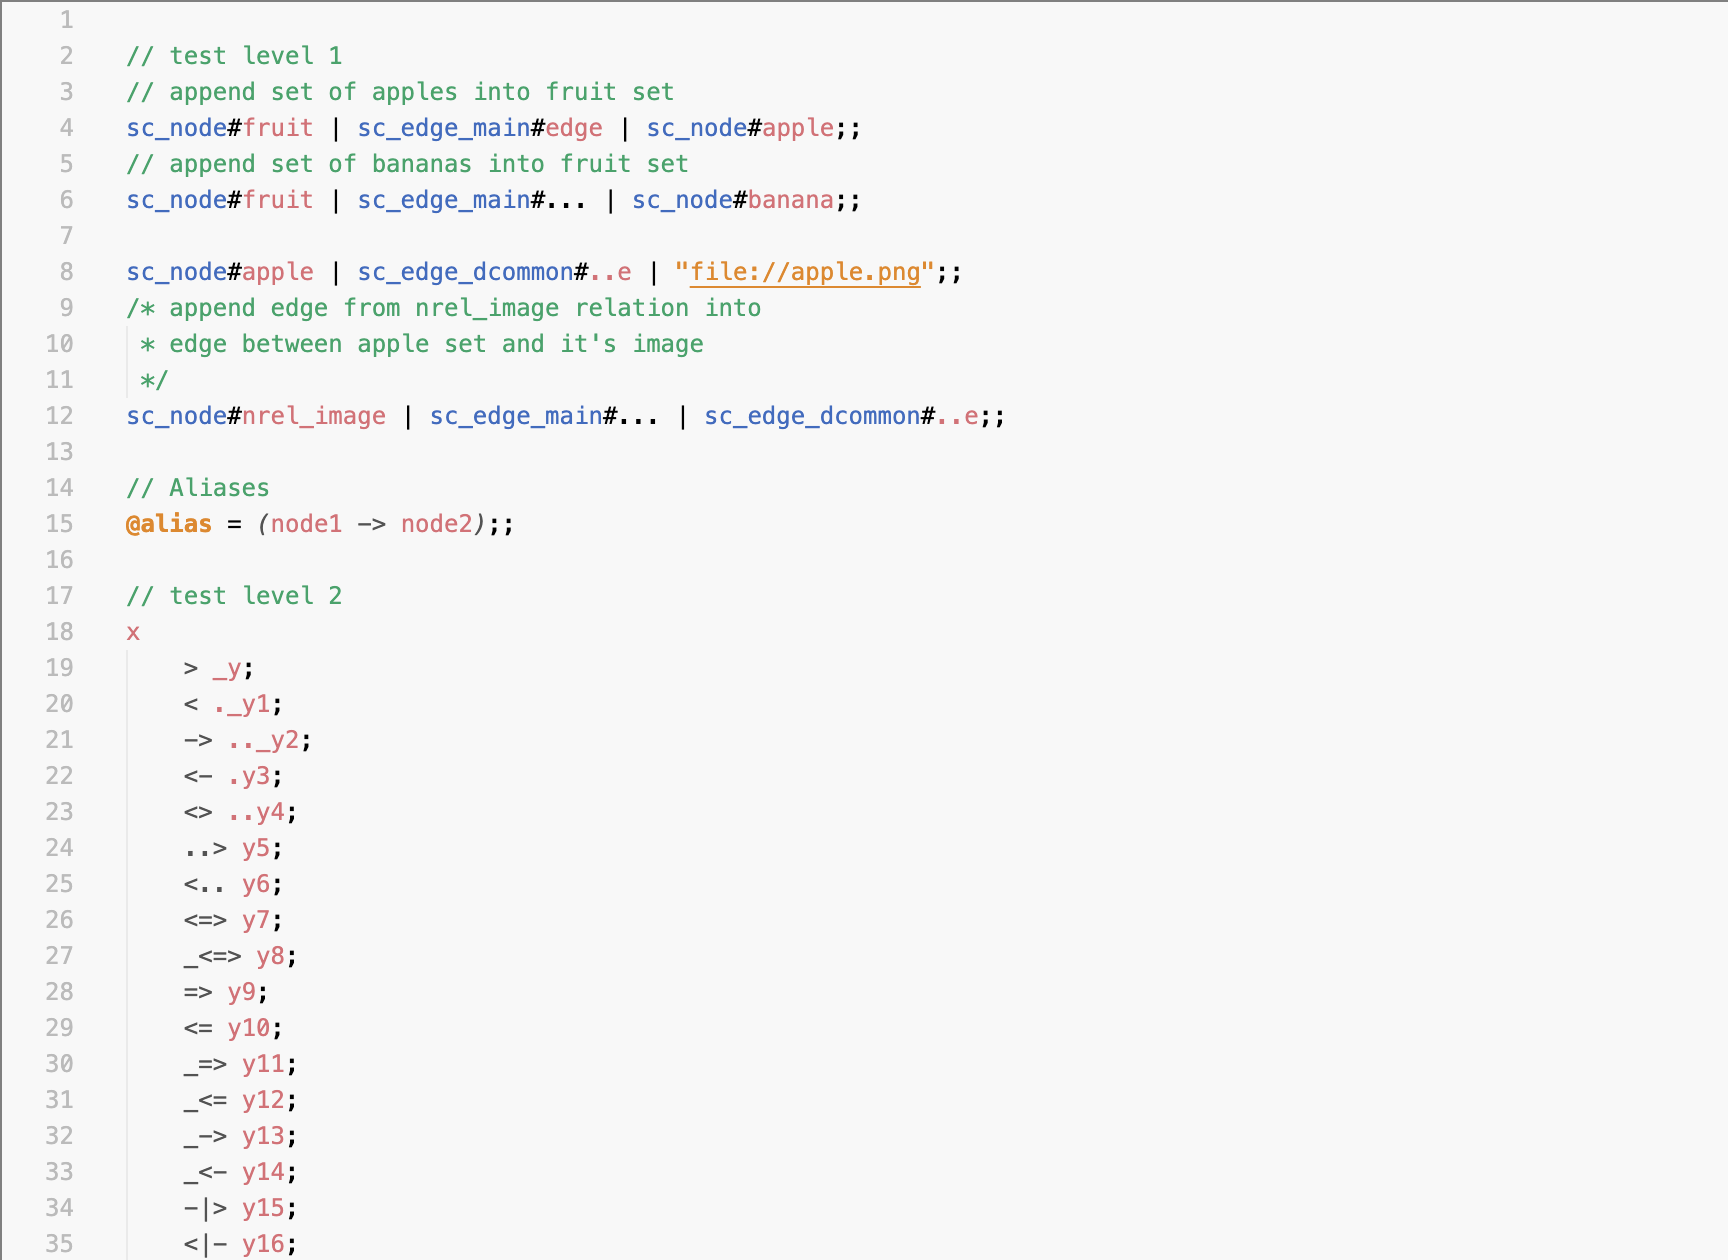 1
2 // test level 1
3 // append set of apples into fruit set
4 sc_node#fruit | sc_edge_main#edge | sc_node#apple;;
5 // append set of bananas into fruit set
6 sc_node#fruit | sc_edge_main#... | sc_node#banana;;
7
8 sc_node#apple | sc_edge_dcommon#..e | "file://apple.png";;
9 /* append edge from nrel_image relation into
10 * edge between apple set and it's image
11 */
12 sc_node#nrel_image | sc_edge_main#... | sc_edge_dcommon#..e;;
13
14 // Aliases
15 @alias = (node1 -> node2);;
16
17 // test level 2
18 x
19 > _y;
20 < ._y1;
21 -> .._y2;
22 <- .y3;
23 <> ..y4;
24 ..> y5;
25 <.. y6;
26 <=> y7;
27 _<=> y8;
28 => y9;
29 <= y10;
30 _=> y11;
31 _<= y12;
32 _-> y13;
33 _<- y14;
34 -|> y15;
35 <|- y16;